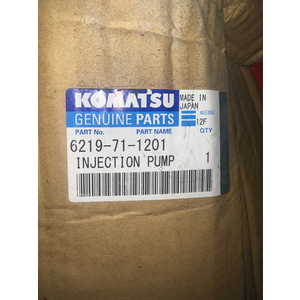 KOMATSU
MADE IN
JAPAN
GENUINE PARTS
12F
PART No. PART NAME QTY
6219-71-1201
INJECTION PUMP 1